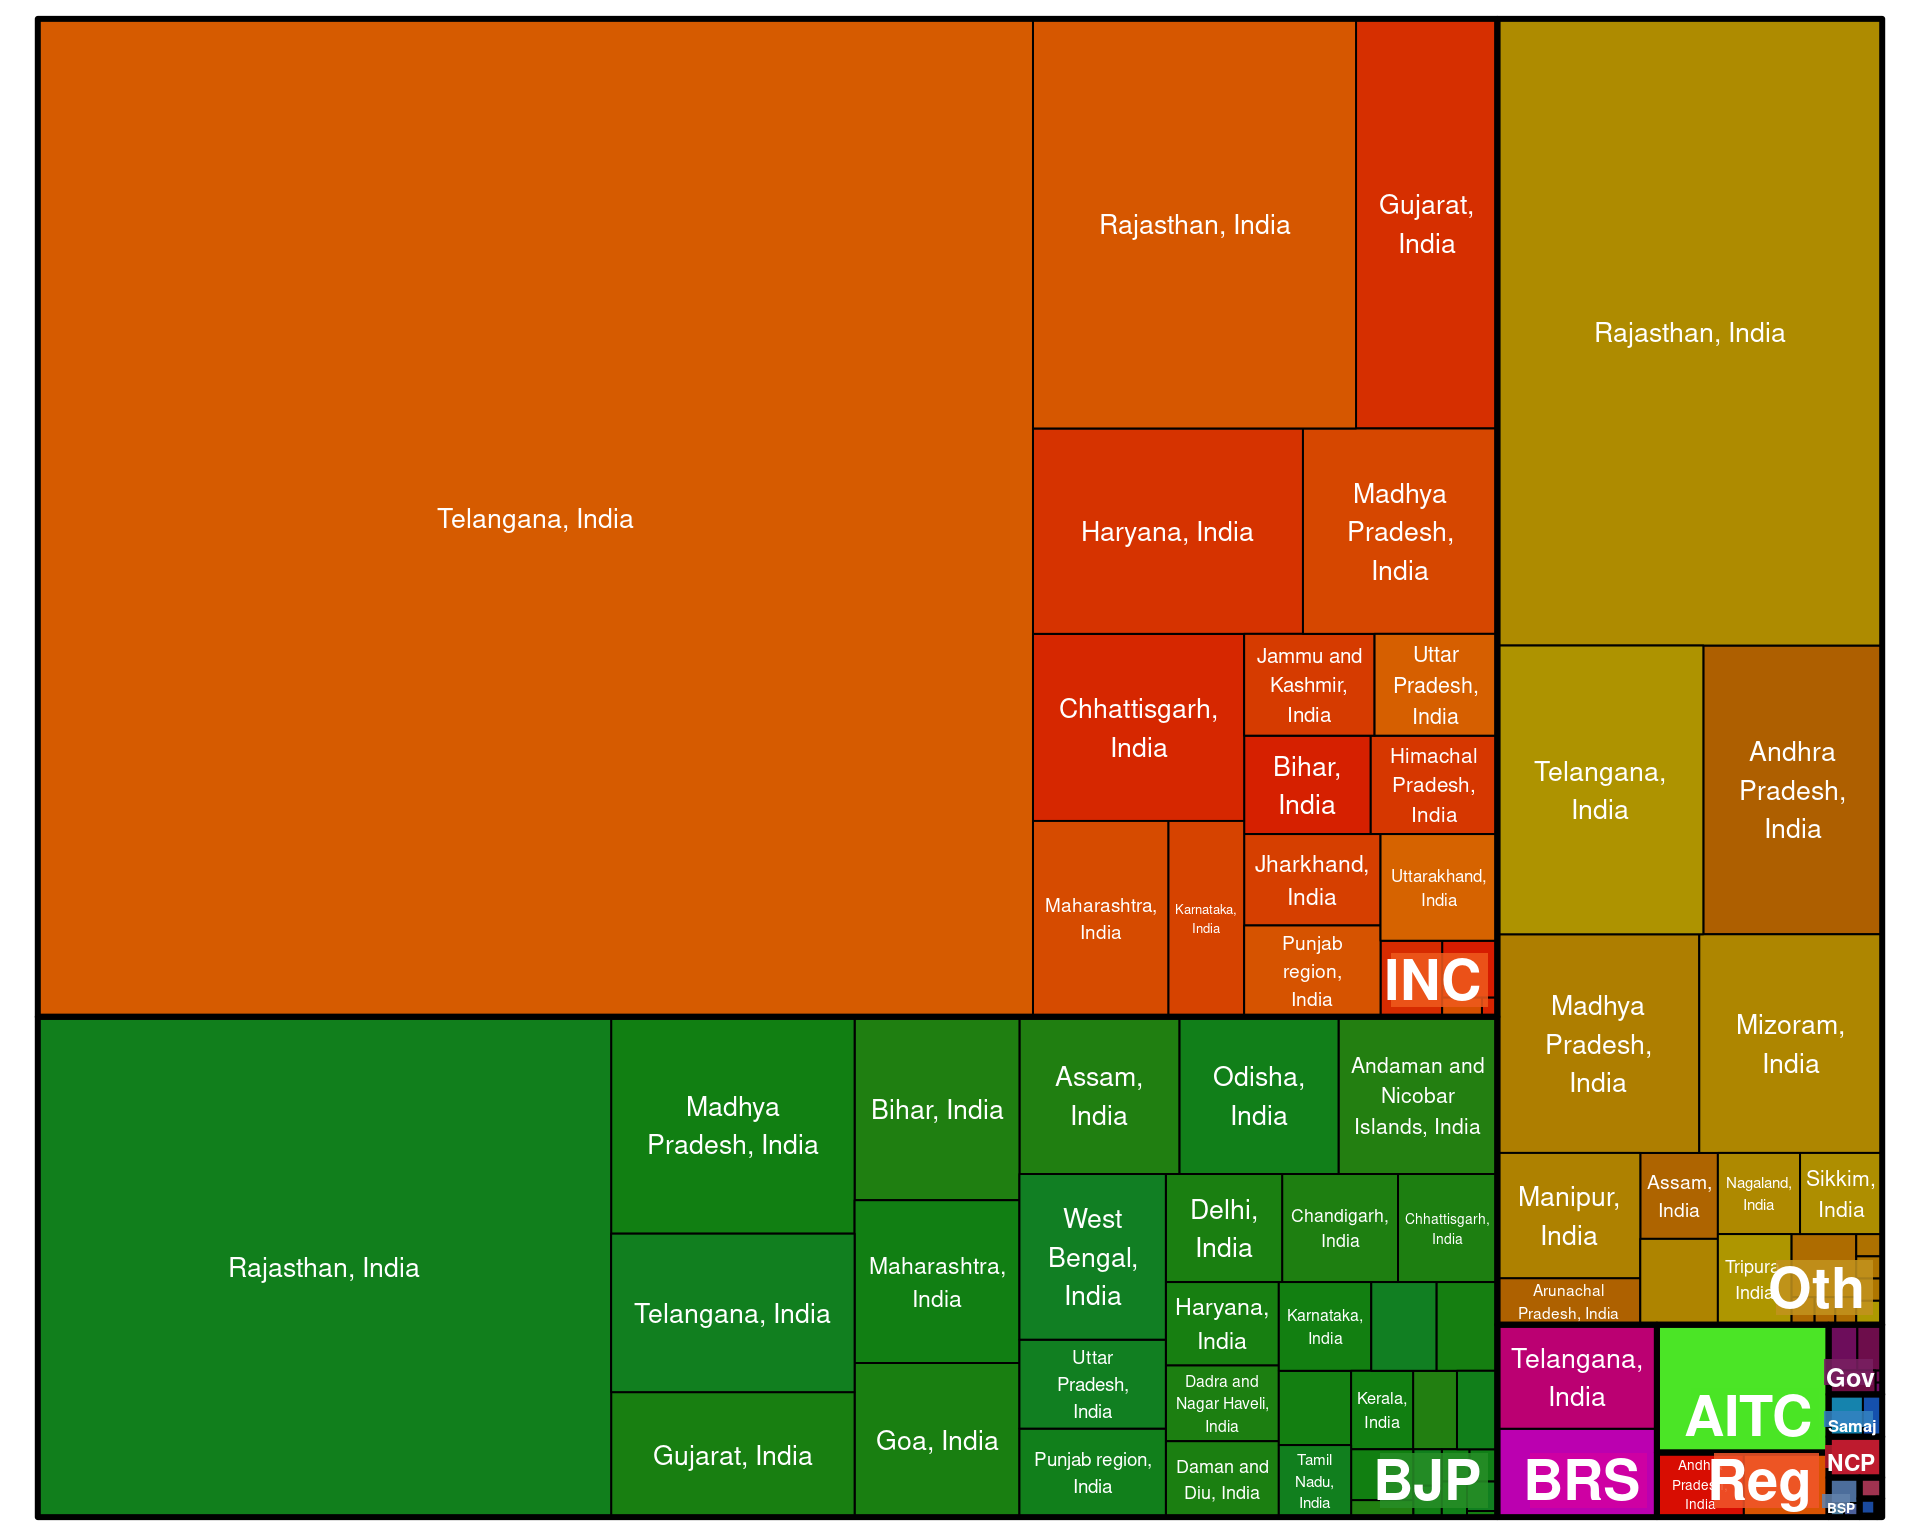 Telangana, India
Rajasthan, India
Gujarat,
India
Haryana, India
Madhya
Pradesh,
India
Chhattisgarh,
India
Jammu and
Kashmir,
India
Uttar
Pradesh,
India
Bihar,
India
Himachal
Pradesh,
India
Maharashtra,
India
Karnataka,
India
Jharkhand,
India
Uttarakhand,
India
Punjab
region,
India
INC
Rajasthan, India
Telangana,
India
Andhra
Pradesh,
India
Madhya
Pradesh,
India
Mizoram,
India
Manipur,
India
Assam,
India
Nagaland,
India
Sikkim,
India
Arunachal
Pradesh, India
Tripura
India
Oth
Rajasthan, India
Madhya
Pradesh, India
Telangana, India
Gujarat, India
Bihar, India
Maharashtra,
India
Goa, India
Assam,
India
Odisha,
India
Andaman and
Nicobar
Islands, India
West
Bengal,
India
Delhi,
India
Chandigarh,
India
Chhattisgarh,
India
Uttar
Pradesh,
India
Haryana,
India
Karnataka,
India
Dadra and
Nagar Haveli,
India
Kerala,
India
Punjab region,
India
Daman and
Diu, India
Tamil
Nadu,
India
BJP
Telangana,
India
BRS
AITC
Andh
Prades
India
Reg
Gov
Samaj
NCP
BSP